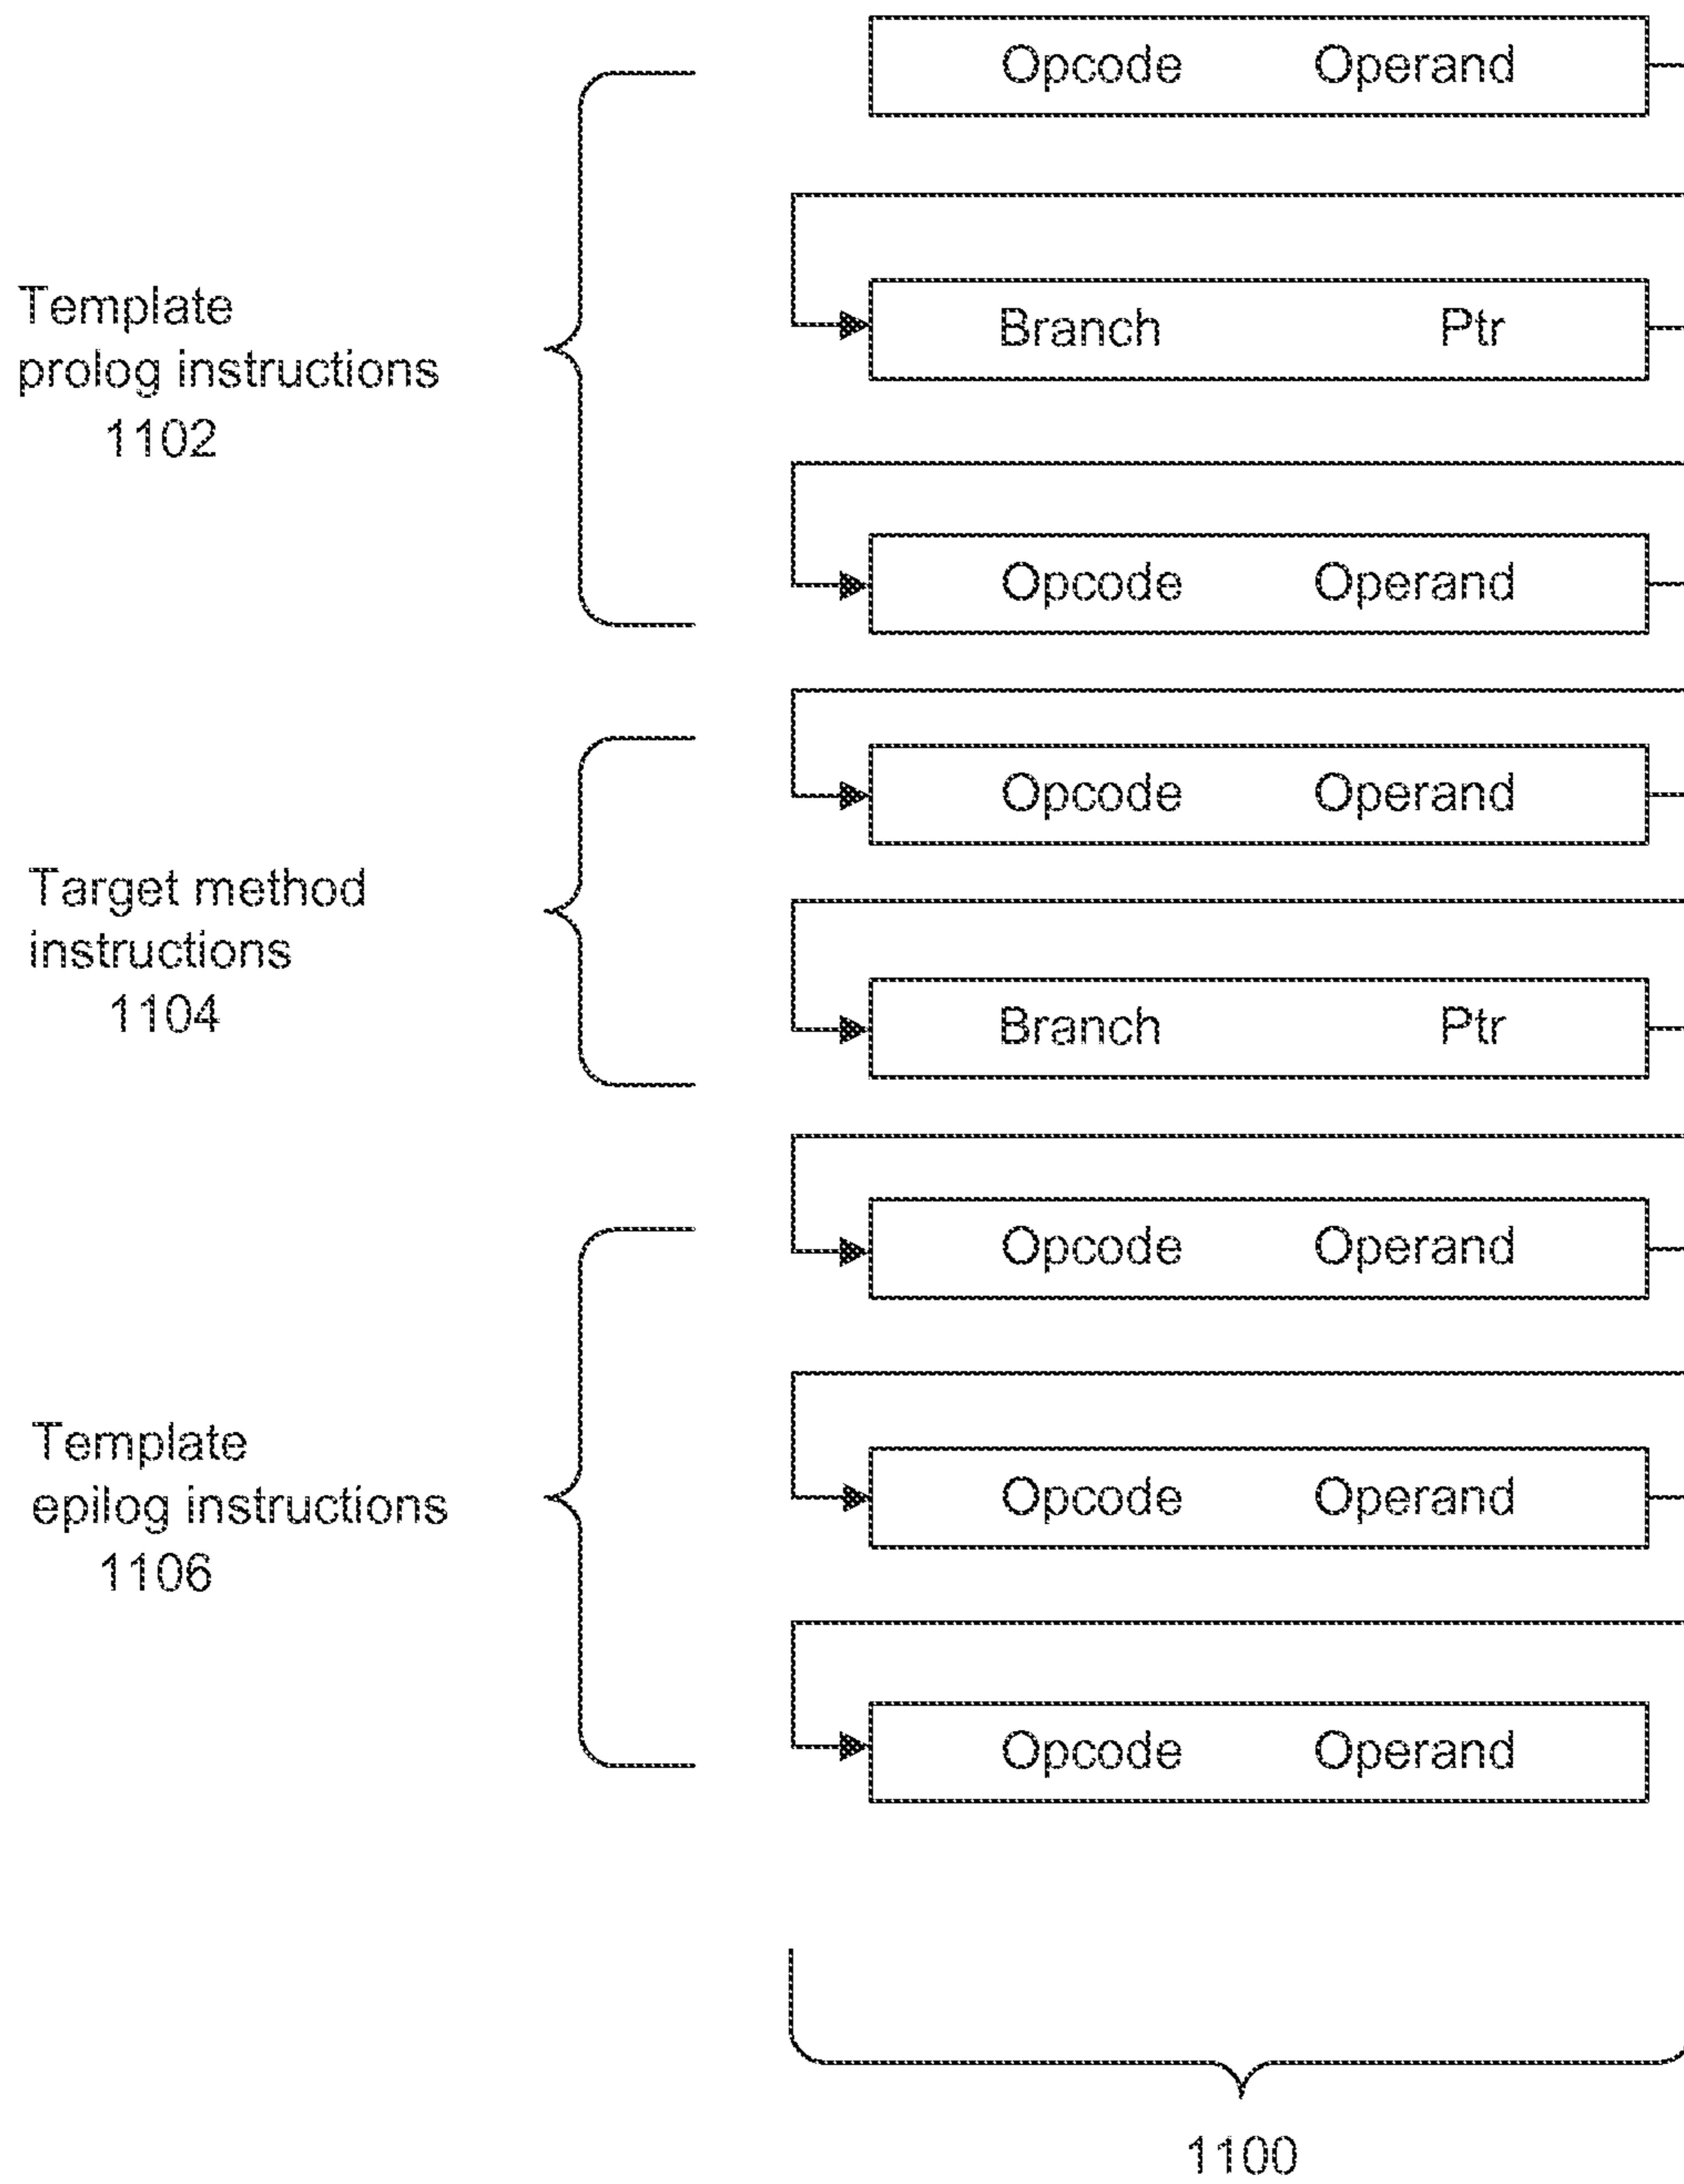 Opcode Operand
Template
prolog instructions
1102
Branch Ptr
Opcode Operand
Target method
instructions
1104
Opcode Operand
Branch Ptr
Template
epilog instructions
1106
Opcode Operand
Opcode Operand
Opcode Operand
1100